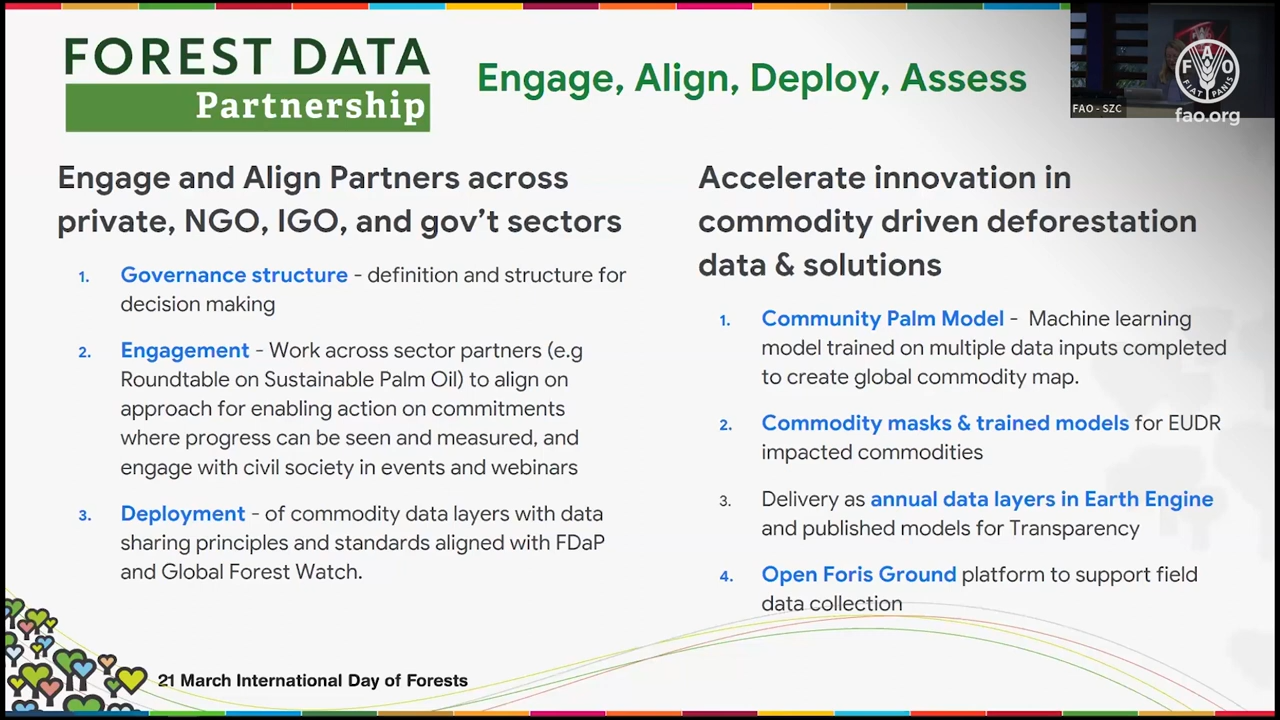 FOREST DATA
Partnership
Engage, Align, Deploy, Assess
FAO - SZC
F A O
FIAT PANIS
fao.org
Engage and Align Partners across
private, NGO, IGO, and gov't sectors
1. Governance structure - definition and structure for
decision making
2. Engagement - Work across sector partners (e.g
Roundtable on Sustainable Palm Oil) to align on
approach for enabling action on commitments
where progress can be seen and measured, and
engage with civil society in events and webinars
3. Deployment - of commodity data layers with data
sharing principles and standards aligned with FDaP
and Global Forest Watch.
Accelerate innovation in
commodity driven deforestation
data & solutions
1. Community Palm Model - Machine learning
model trained on multiple data inputs completed
to create global commodity map.
2. Commodity masks & trained models for EUDR
impacted commodities
3. Delivery as annual data layers in Earth Engine
and published models for Transparency
4. Open Foris Ground platform to support field
data collection
21 March International Day of Forests